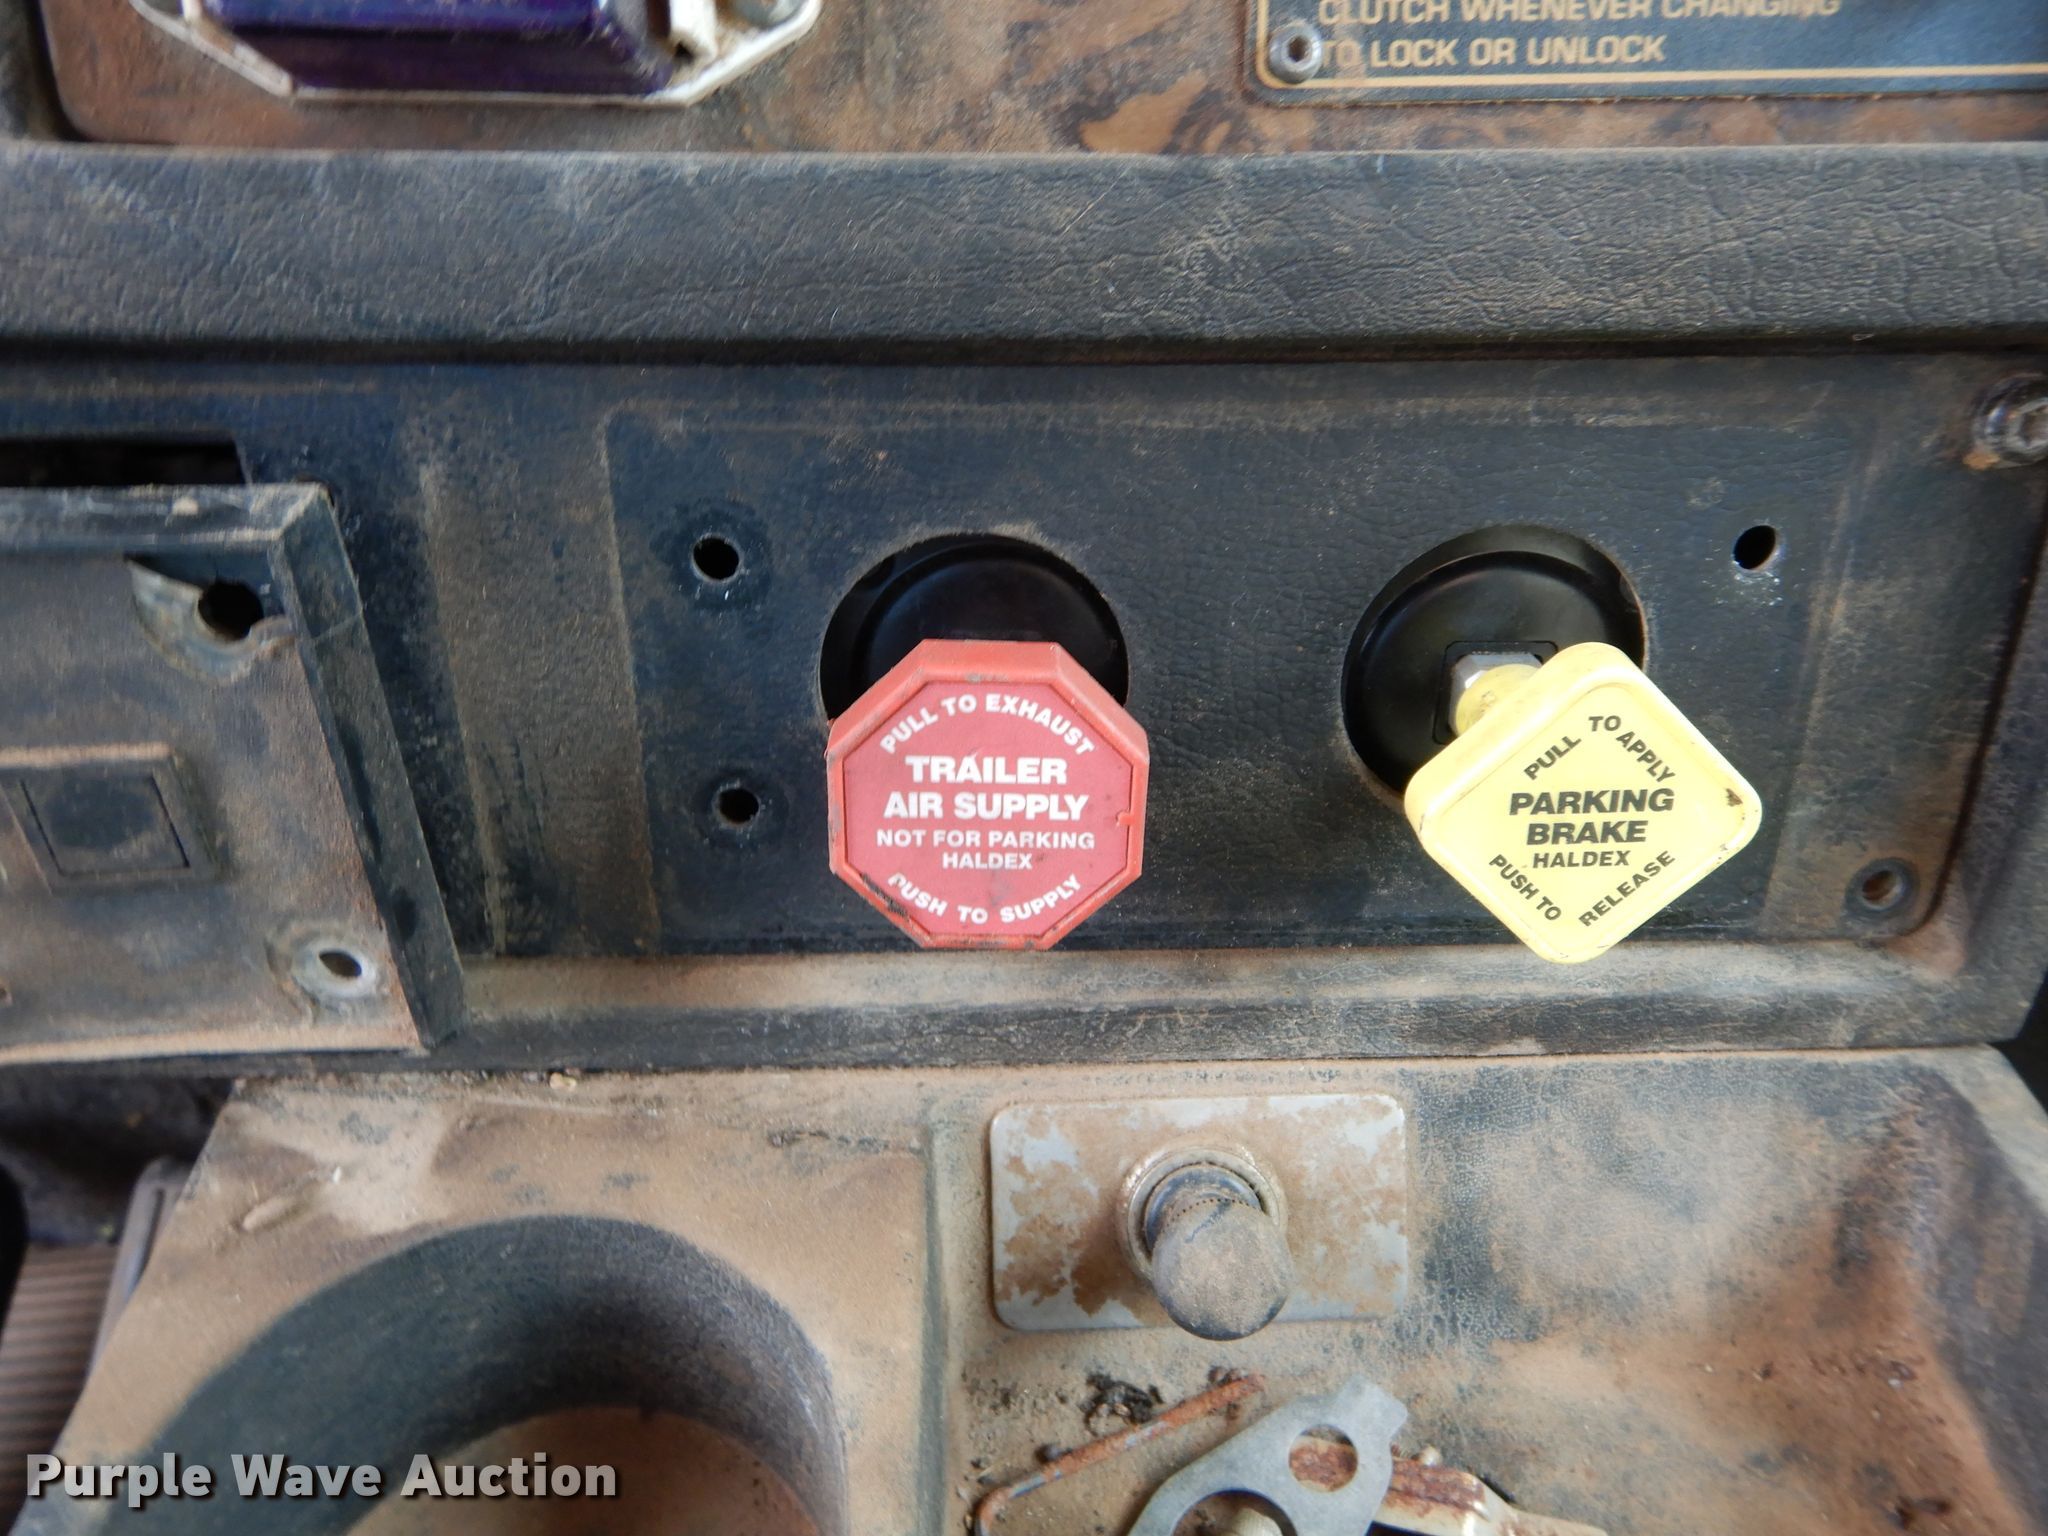 CLUTCH WHENEVER CHANGING
TO LOCK OR UNLOCK
PULL TO EXHAUST
TRAILER
AIR SUPPLY
NOT FOR PARKING
HALDEX
PUSH TO SUPPLY
PULL TO APPLY
PARKING
BRAKE
HALDEX
PUSH TO RELEASE
Purple Wave Auction